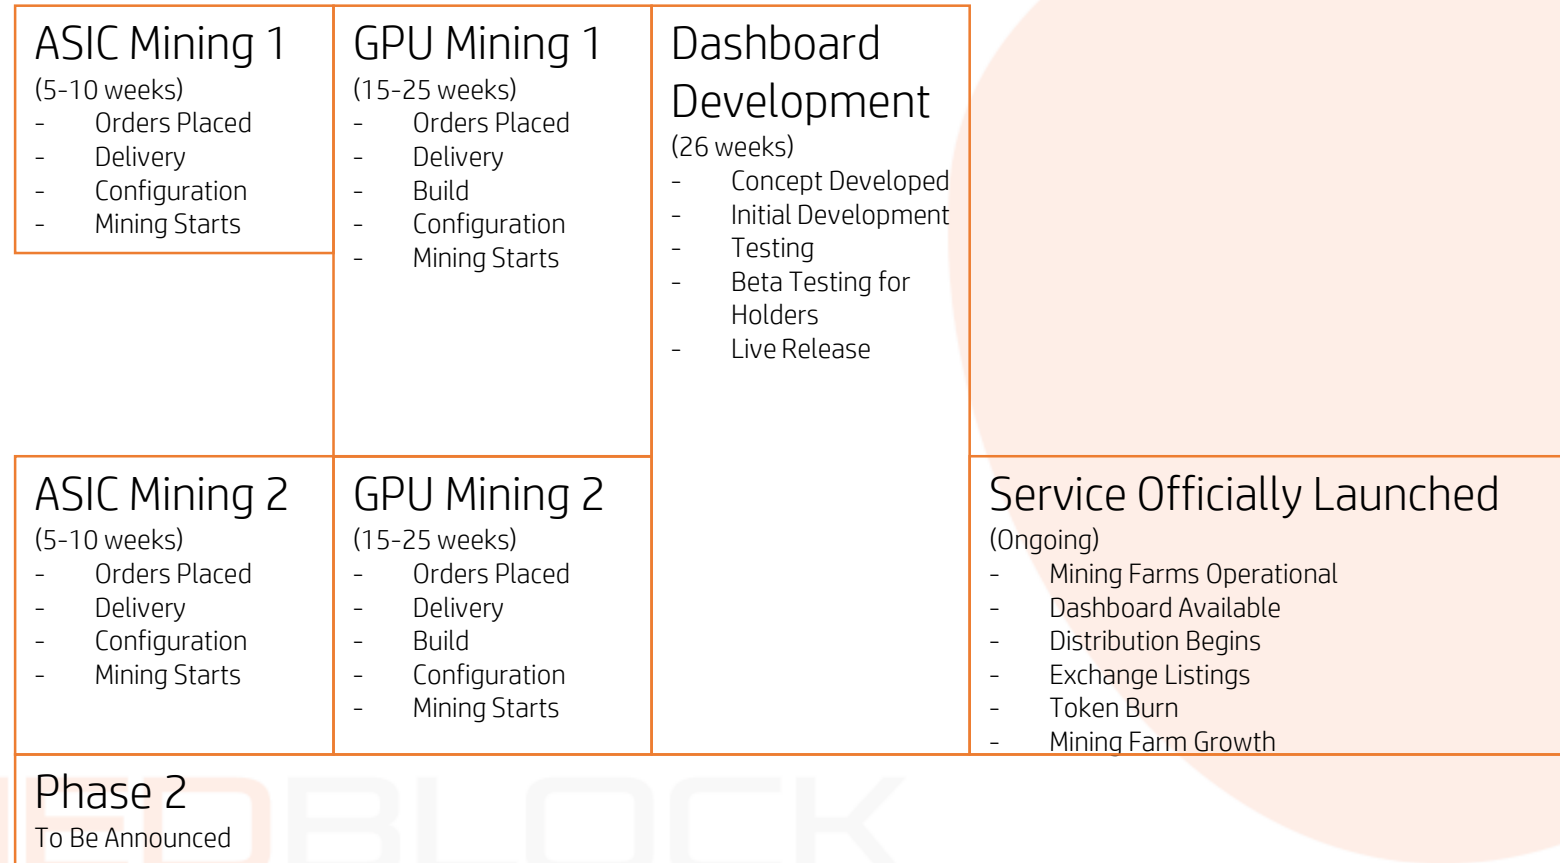 ASIC Mining 1
(5-10 weeks)
- Orders Placed
- Delivery
- Configuration
- Mining Starts
GPU Mining 1
(15-25 weeks)
- Orders Placed
- Delivery
- Build
- Configuration
- Mining Starts
Dashboard
Development
(26 weeks)
- Concept Developed
- Initial Development
- Testing
- Beta Testing for
Holders
- Live Release
ASIC Mining 2
(5-10 weeks)
- Orders Placed
- Delivery
- Configuration
- Mining Starts
GPU Mining 2
(15-25 weeks)
- Orders Placed
- Delivery
- Build
- Configuration
- Mining Starts
Service Officially Launched
(Ongoing)
- Mining Farms Operational
- Dashboard Available
- Distribution Begins
- Exchange Listings
- Token Burn
- Mining Farm Growth
Phase 2
To Be Announced